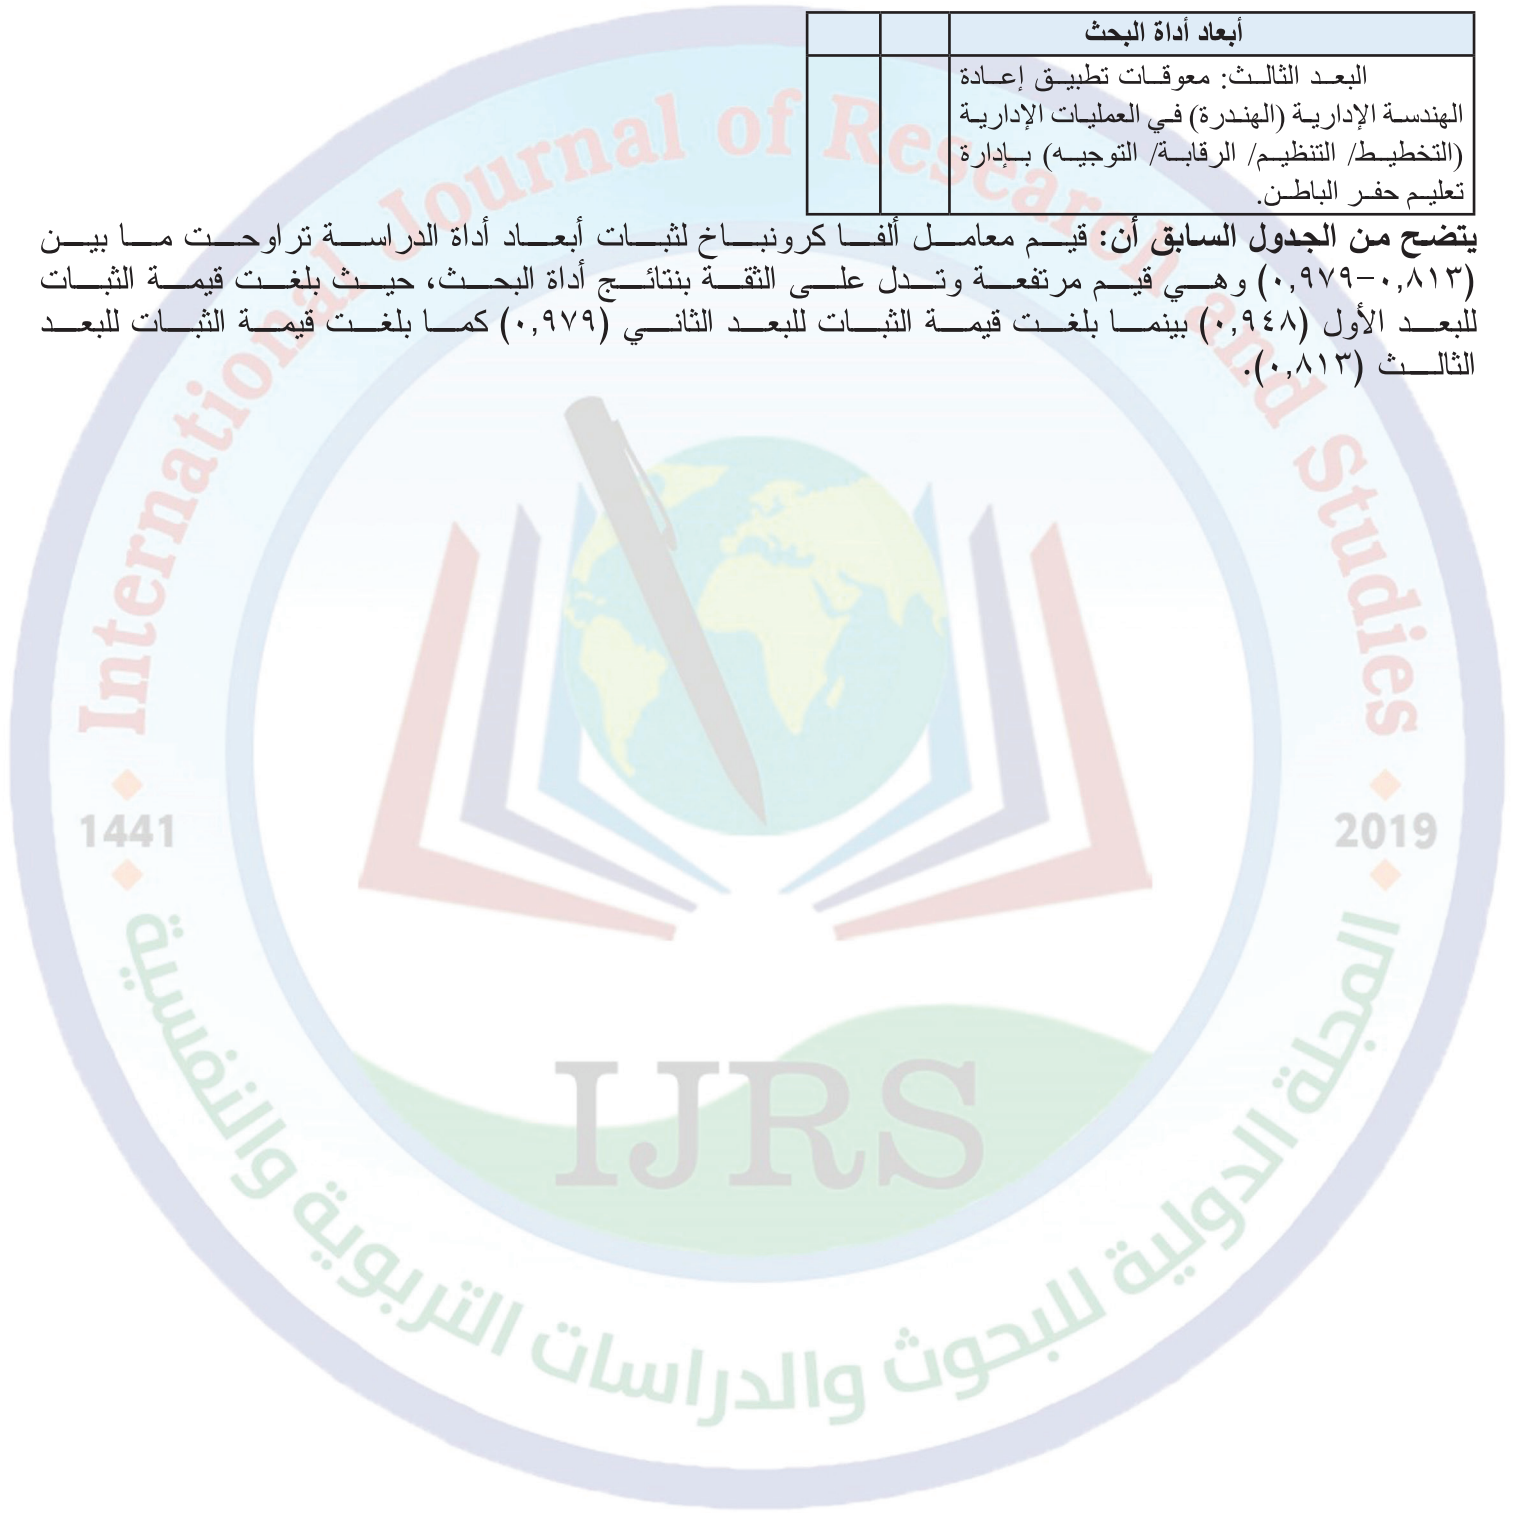 أبعاد أداة البحث
البعد الثالث: معوقات تطبيق إعادة
الهندسة الإدارية (الهندرة) في العمليات الإدارية
(التخطيط/ التنظيم/ الرقابة/ التوجيه) بإدارة
تعليم حفر الباطن.
يتضح من الجدول السابق أن: قيم معامل ألفا كرونباخ لثبات أبعاد أداة الدراسة تراوحت ما بين
(٠,٨١٣-٠,٩٧٩) وهي قيم مرتفعة وتدل على الثقة بنتائج أداة البحث، حيث بلغت قيمة الثبات
للبعد الأول (٠,٩٤٨) بينما بلغت قيمة الثبات للبعد الثاني (٠,٩٧٩) كما بلغت قيمة الثبات للبعد
الثالث (٠,٨١٣).
International Journal of Research and Studies
1441
2019
IJRS
المجلة الدولية للبحوث والدراسات التربوية والنفسية